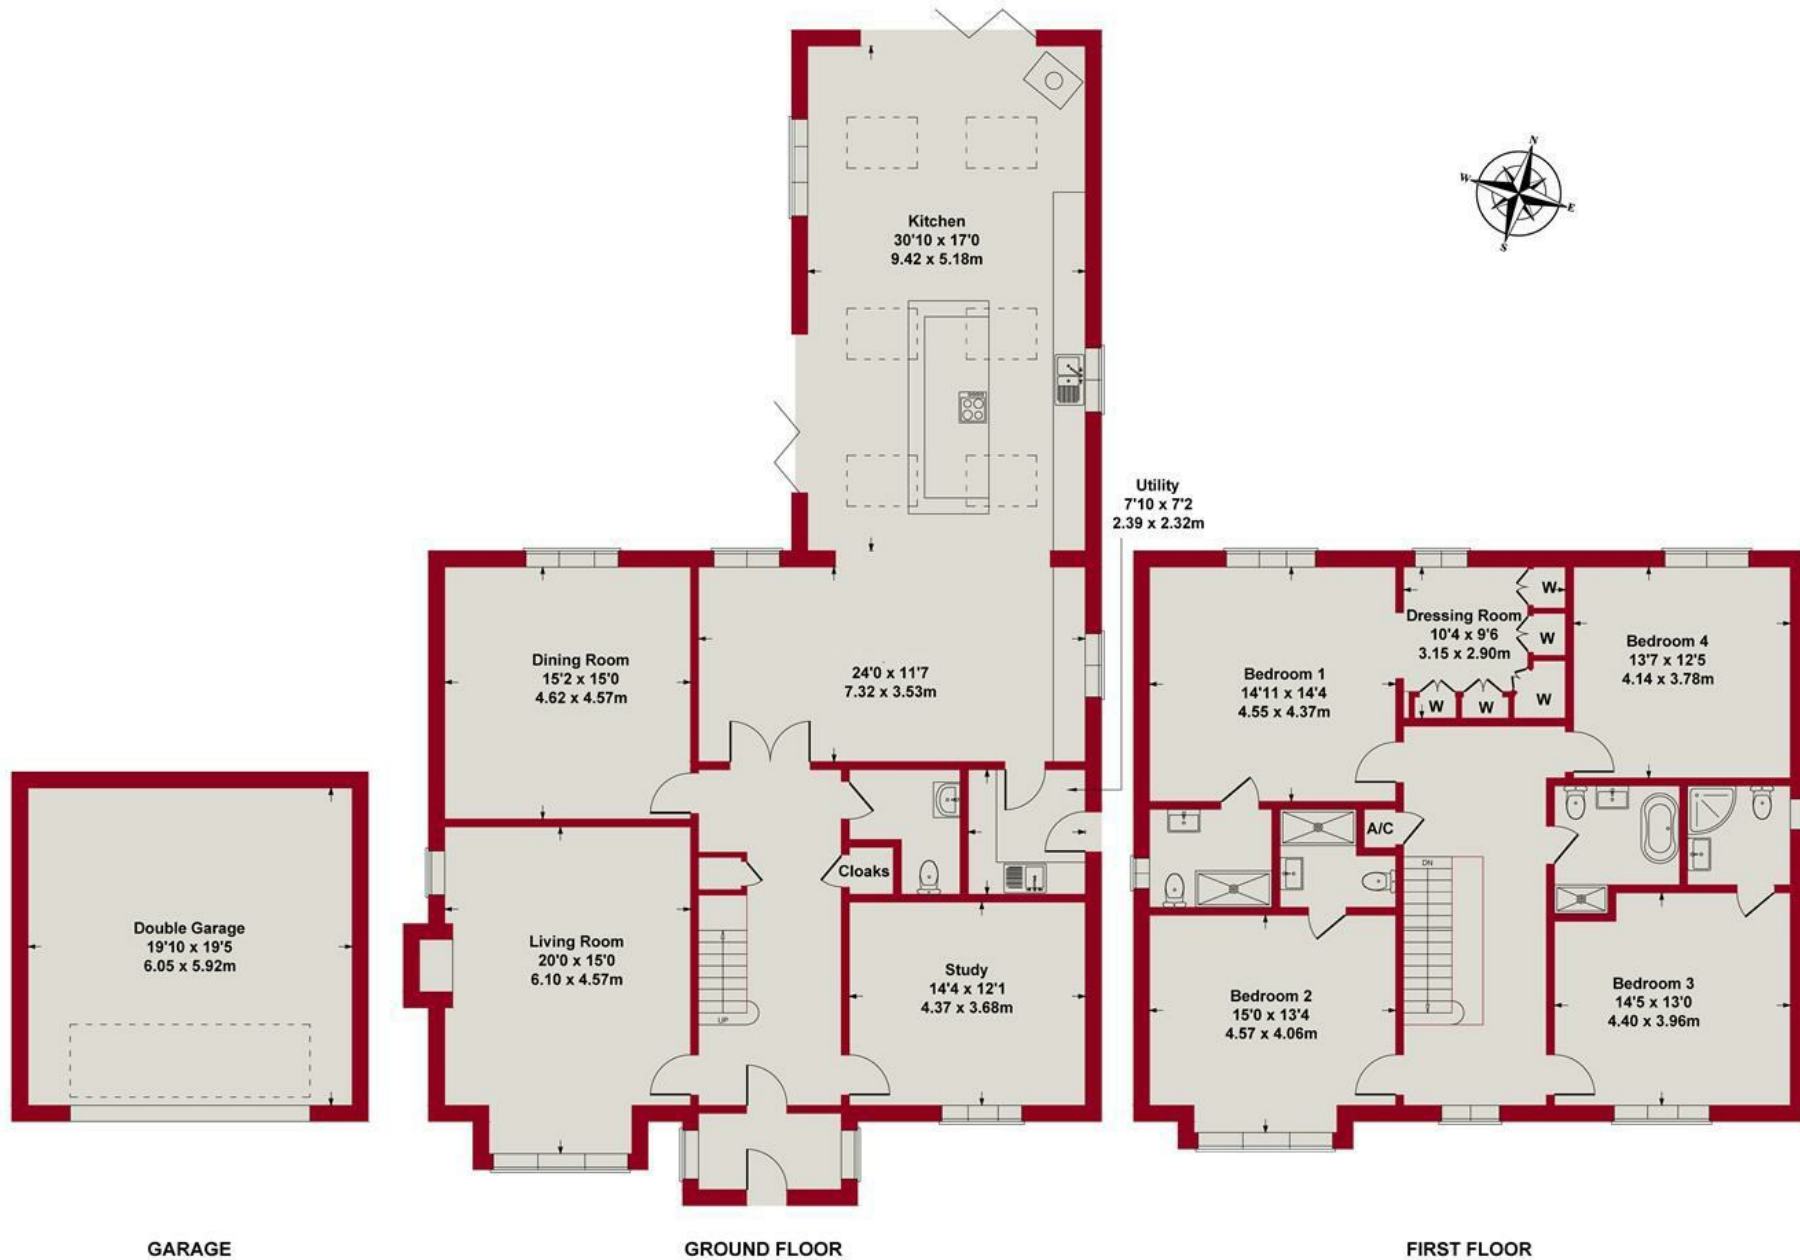 N
W
E
S
Kitchen
30'10 x 17'0
9.42 x 5.18m
Utility
7'10 x 7'2
2.39 x 2.32m
Dining Room
15'2 x 15'0
4.62 x 4.57m
24'0 x 11'7
7.32 x 3.53m
Cloaks
Living Room
20'0 x 15'0
6.10 x 4.57m
UP
Study
14'4 x 12'1
4.37 x 3.68m
Double Garage
19'10 x 19'5
6.05 x 5.92m
Bedroom 1
14'11 x 14'4
4.55 x 4.37m
Dressing Room
10'4 x 9'6
3.15 x 2.90m
W
W
W
W
W
Bedroom 4
13'7 x 12'5
4.14 x 3.78m
A/C
DN
Bedroom 2
15'0 x 13'4
4.57 x 4.06m
Bedroom 3
14'5 x 13'0
4.40 x 3.96m
GARAGE
GROUND FLOOR
FIRST FLOOR